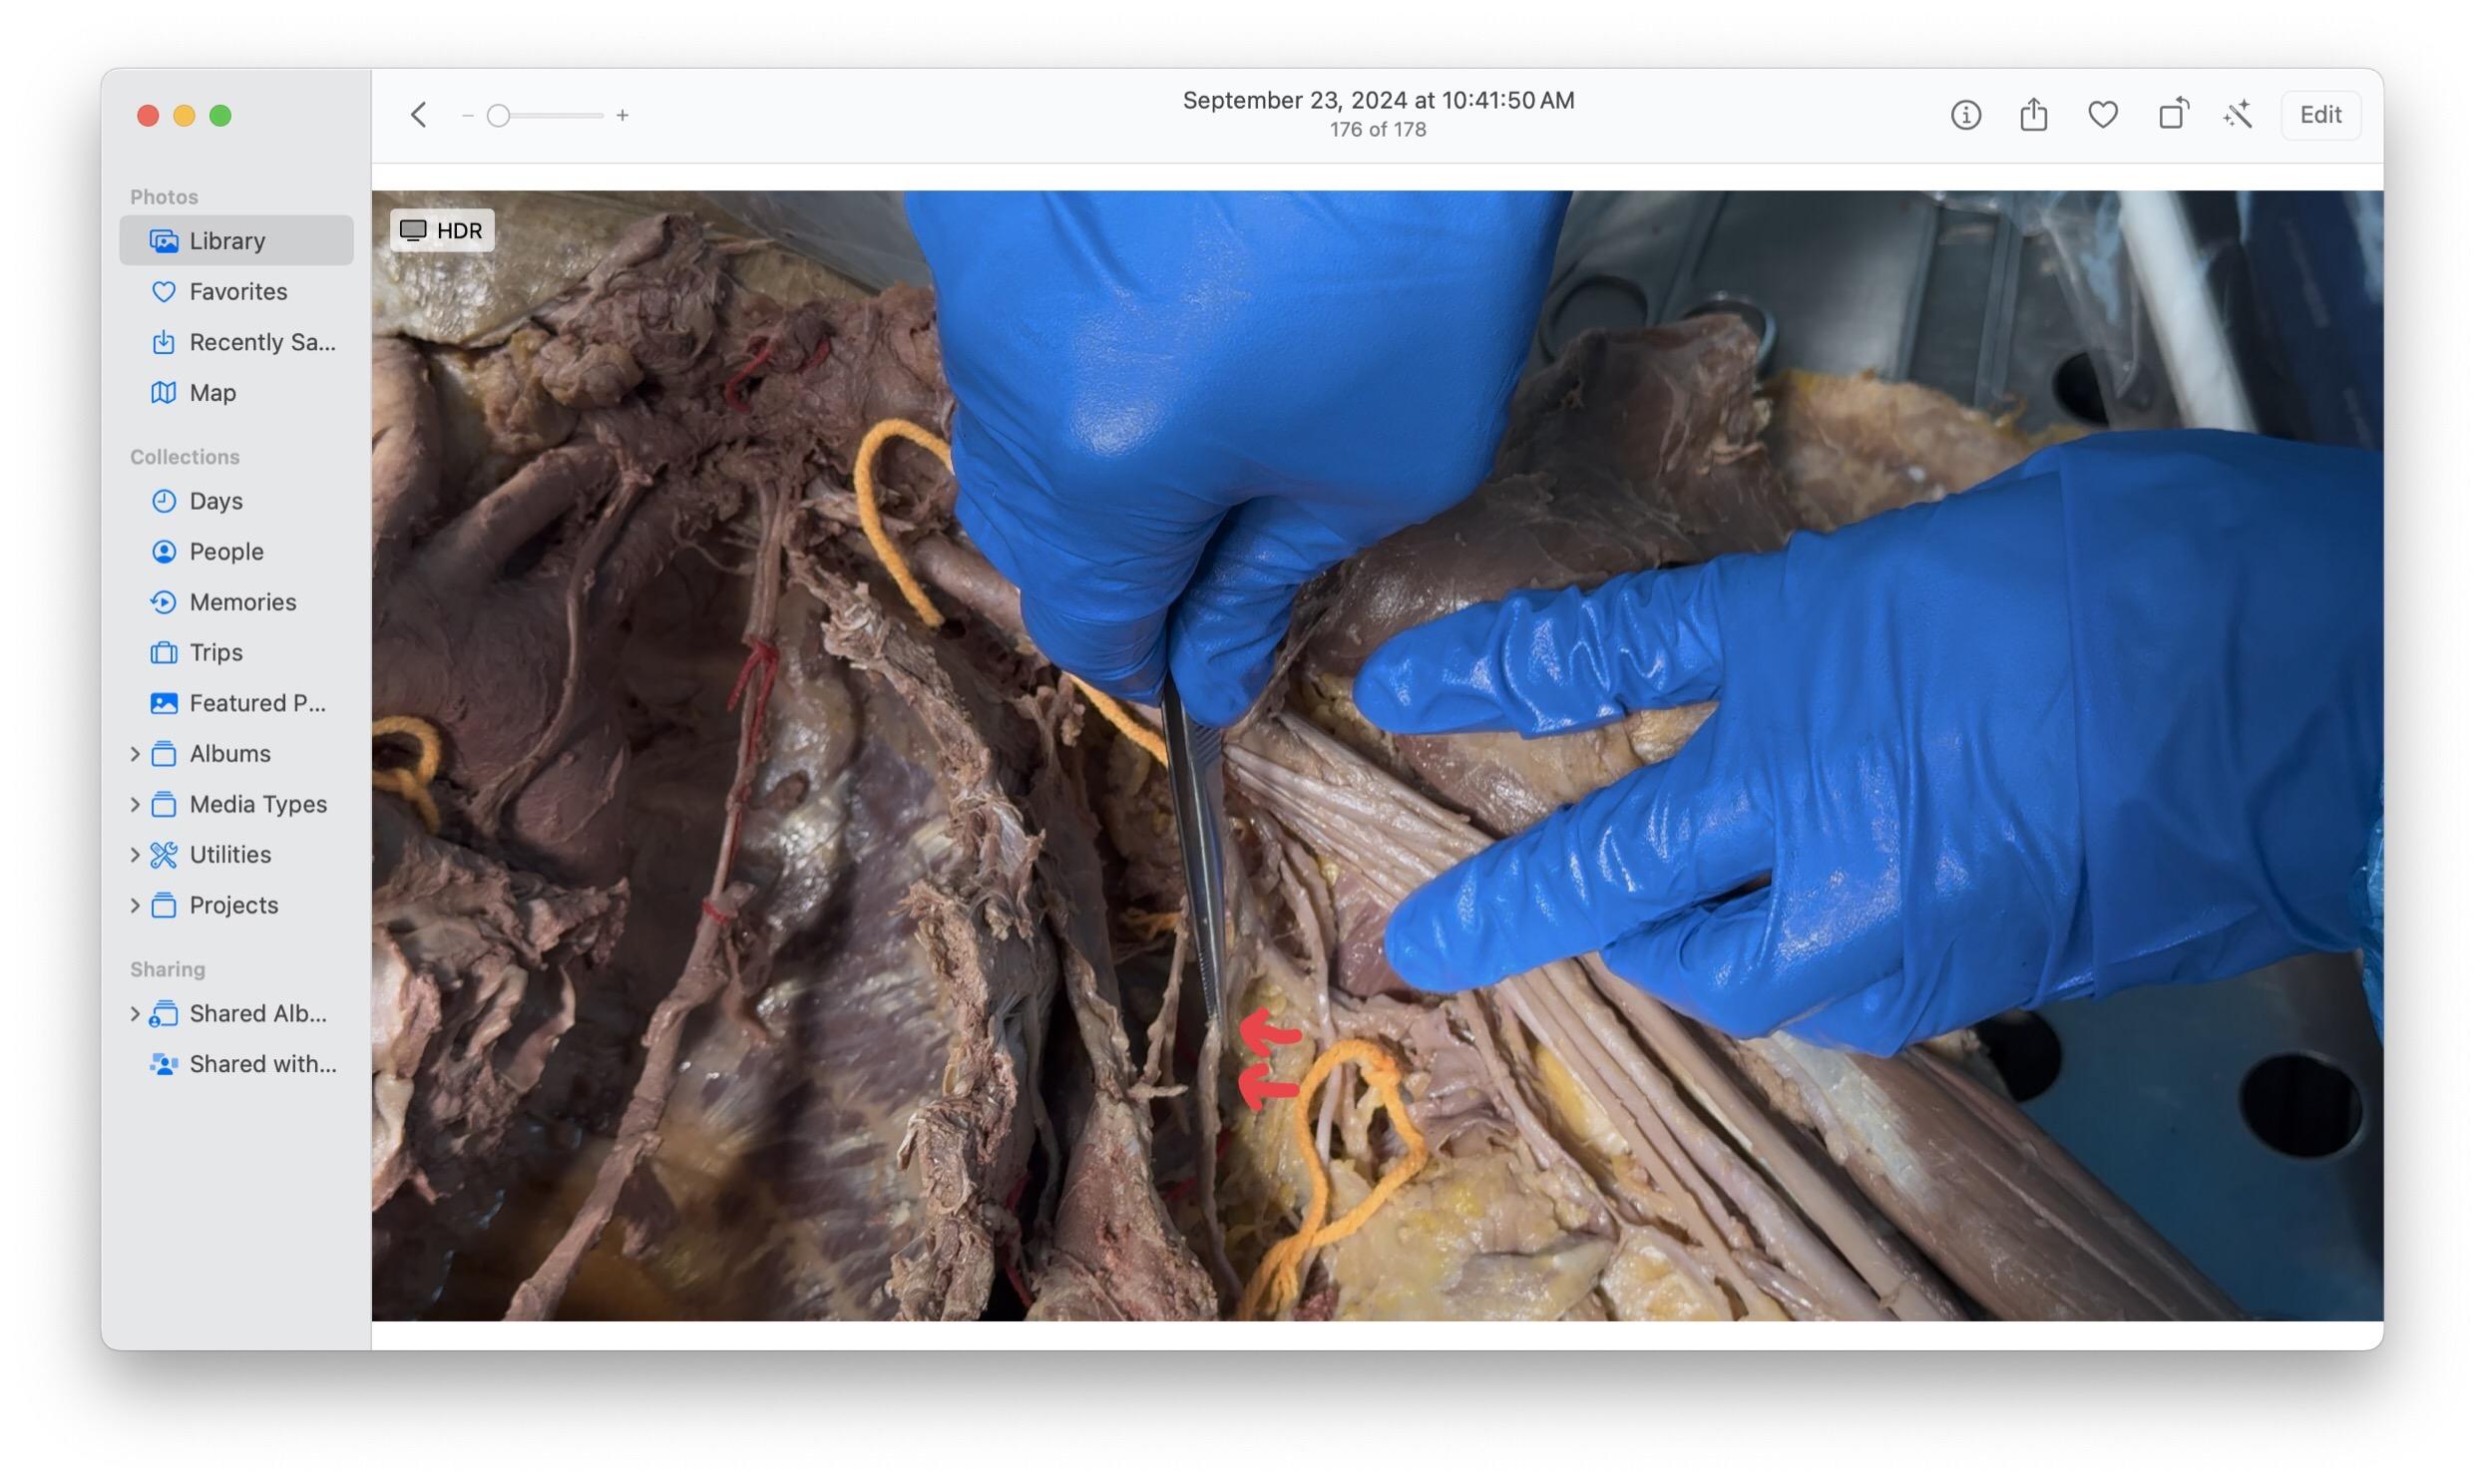 September 23, 2024 at 10:41:50 AM
176 of 178
Edit
Photos
Library
Favorites
Recently Sa...
Map
Collections
Days
People
Memories
Trips
Featured P...
Albums
Media Types
Utilities
Projects
Sharing
Shared Alb...
Shared with...
HDR